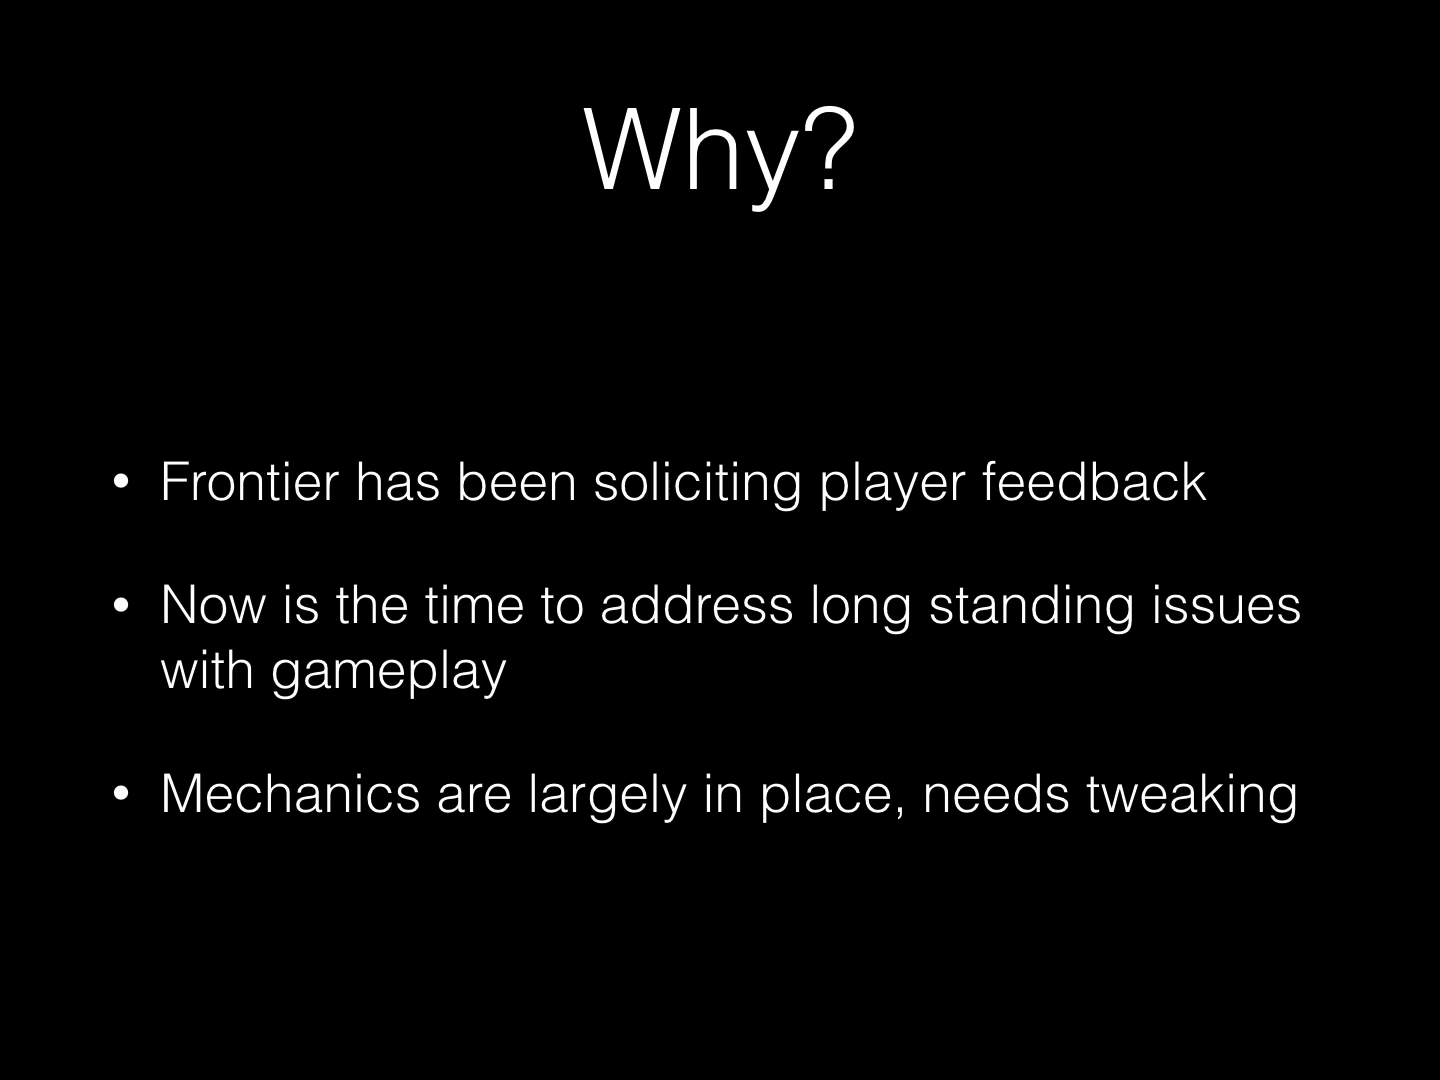 Why?
• Frontier has been soliciting player feedback
• Now is the time to address long standing issues
with gameplay
• Mechanics are largely in place, needs tweaking